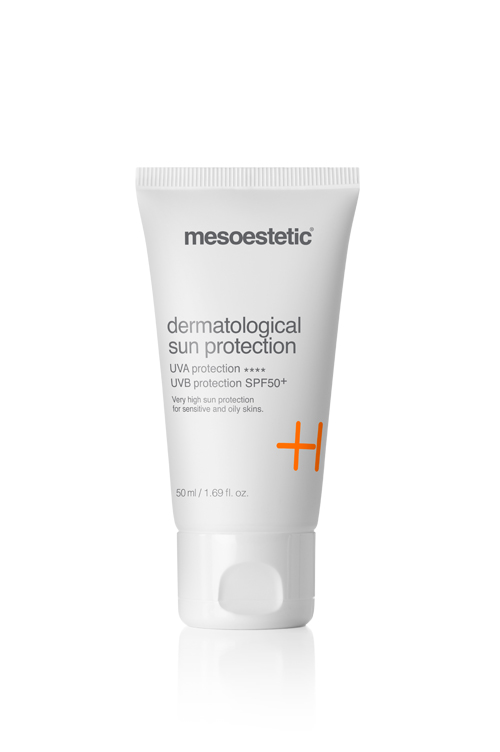 mesoestetic®
dermatological
sun protection
UVA protection ****
UVB protection SPF50+
Very high sun protection
for sensitive and oily skins.
50 ml / 1.69 fl. oz.